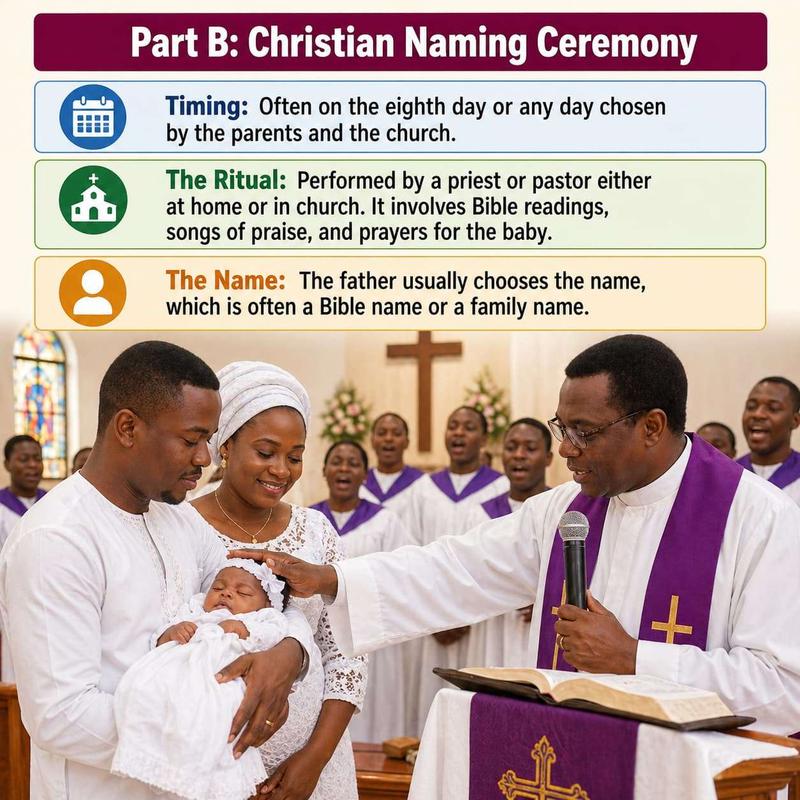 Part B: Christian Naming Ceremony
Timing: Often on the eighth day or any day chosen
by the parents and the church.
The Ritual: Performed by a priest or pastor either
at home or in church. It involves Bible readings,
songs of praise, and prayers for the baby.
The Name: The father usually chooses the name,
which is often a Bible name or a family name.